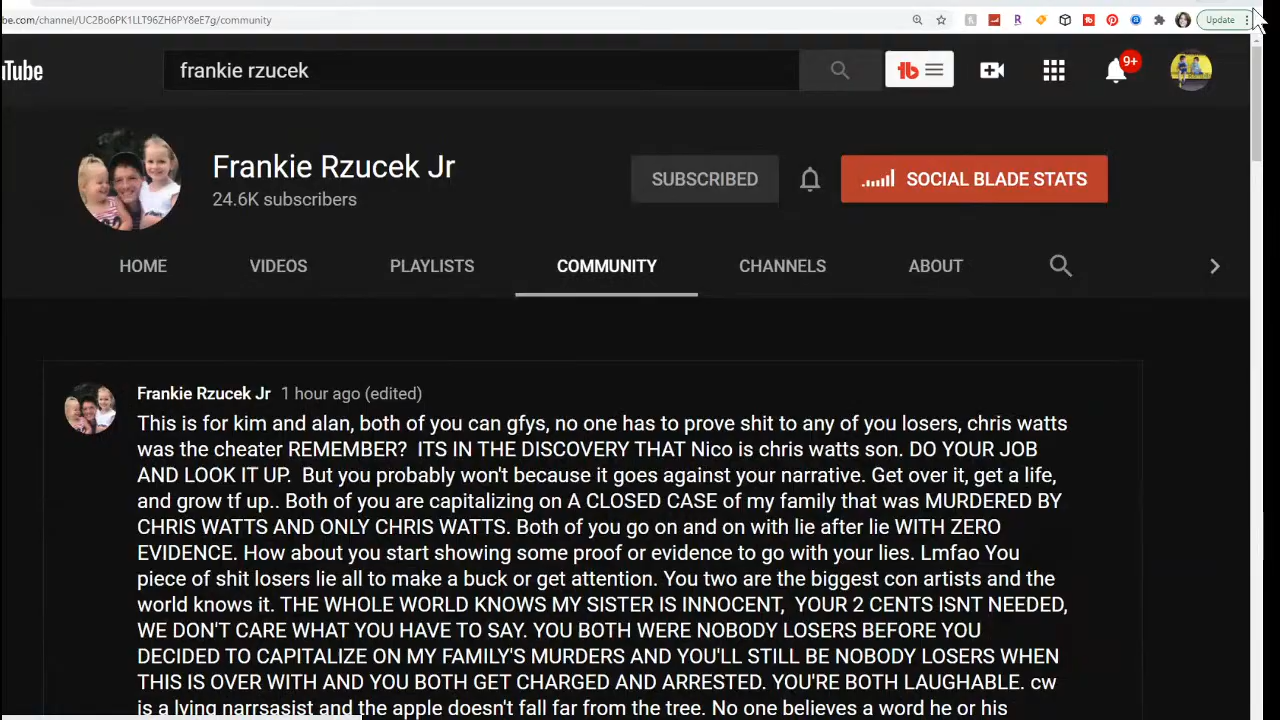 be.com/channel/UC2Bo6PK1LLT96ZH6PY8eE7g/community
Update
uTube
frankie rzucek
9+
Frankie Rzucek Jr
24.6K subscribers
SUBSCRIBED
SOCIAL BLADE STATS
HOME VIDEOS PLAYLISTS COMMUNITY CHANNELS ABOUT
Frankie Rzucek Jr 1 hour ago (edited)
This is for kim and alan, both of you can gfys, no one has to prove shit to any of you losers, chris watts
was the cheater REMEMBER? ITS IN THE DISCOVERY THAT Nico is chris watts son. DO YOUR JOB
AND LOOK IT UP. But you probably won't because it goes against your narrative. Get over it, get a life,
and grow tf up.. Both of you are capitalizing on A CLOSED CASE of my family that was MURDERED BY
CHRIS WATTS AND ONLY CHRIS WATTS. Both of you go on and on with lie after lie WITH ZERO
EVIDENCE. How about you start showing some proof or evidence to go with your lies. Lmfao You
piece of shit losers lie all to make a buck or get attention. You two are the biggest con artists and the
world knows it. THE WHOLE WORLD KNOWS MY SISTER IS INNOCENT, YOUR 2 CENTS ISNT NEEDED,
WE DON'T CARE WHAT YOU HAVE TO SAY. YOU BOTH WERE NOBODY LOSERS BEFORE YOU
DECIDED TO CAPITALIZE ON MY FAMILY'S MURDERS AND YOU'LL STILL BE NOBODY LOSERS WHEN
THIS IS OVER WITH AND YOU BOTH GET CHARGED AND ARRESTED. YOU'RE BOTH LAUGHABLE. cw
is a lying narrsasist and the apple doesn't fall far from the tree. No one believes a word he or his